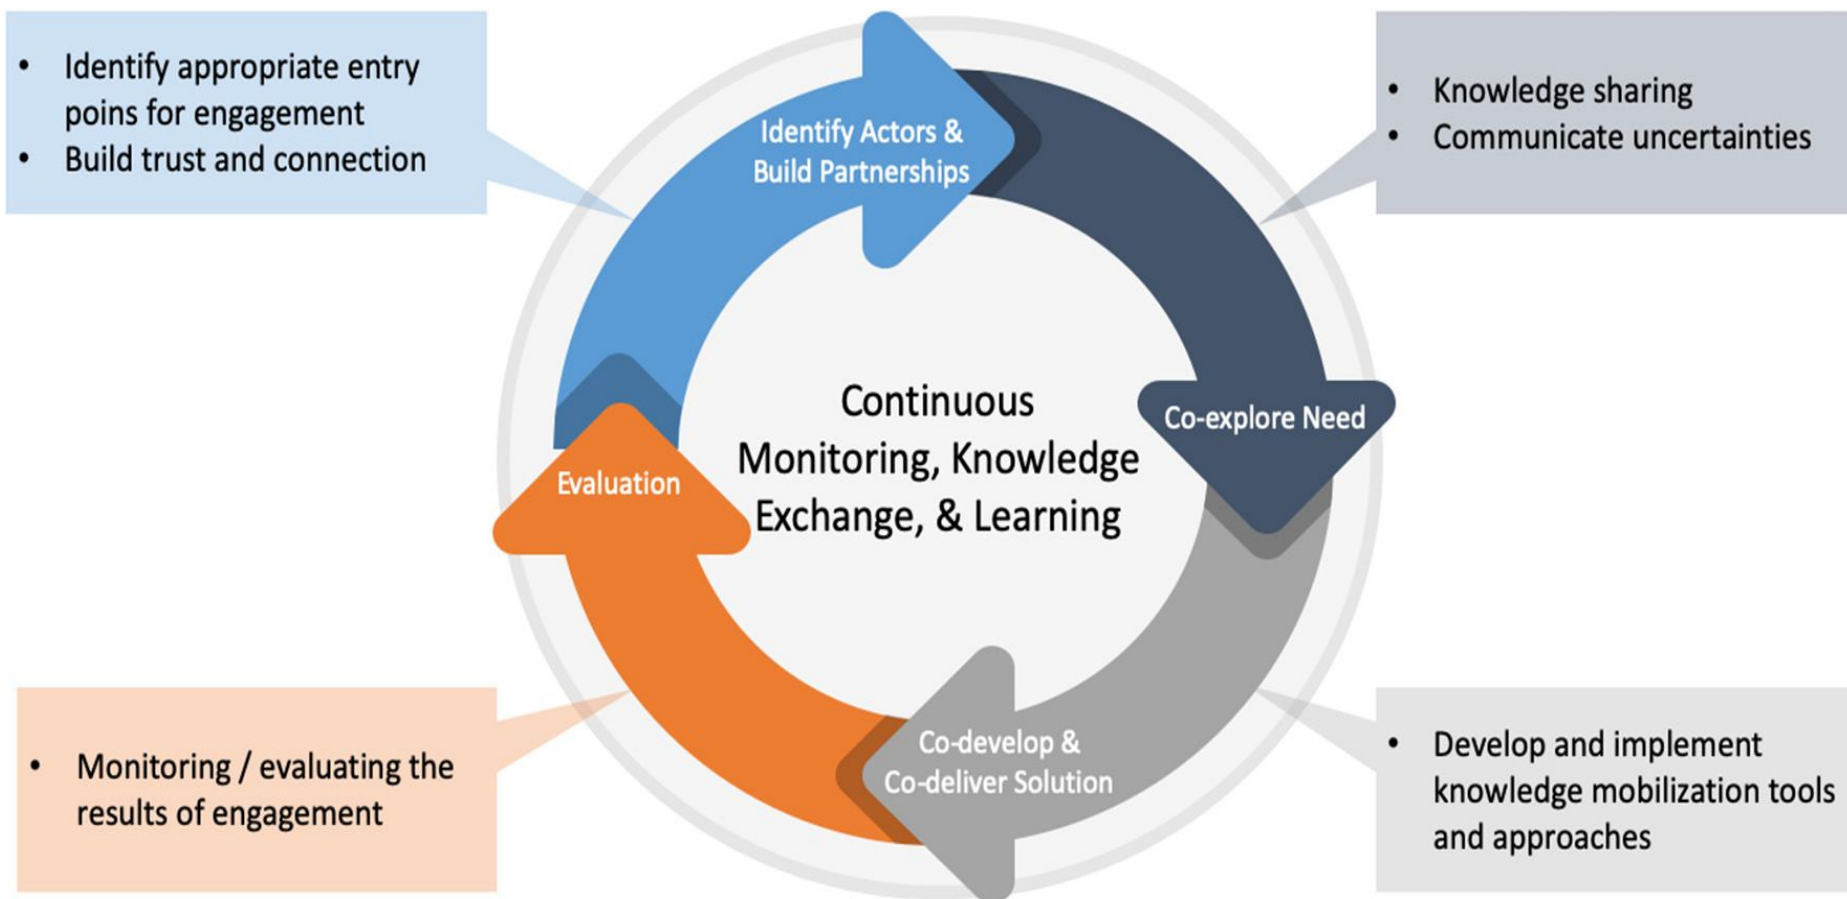 • Identify appropriate entry
poins for engagement
• Build trust and connection
Identify Actors &
Build Partnerships
• Knowledge sharing
• Communicate uncertainties
Co-explore Need
Continuous
Monitoring, Knowledge
Exchange, & Learning
Evaluation
Co-develop &
Co-deliver Solution
• Monitoring / evaluating the
results of engagement
• Develop and implement
knowledge mobilization tools
and approaches